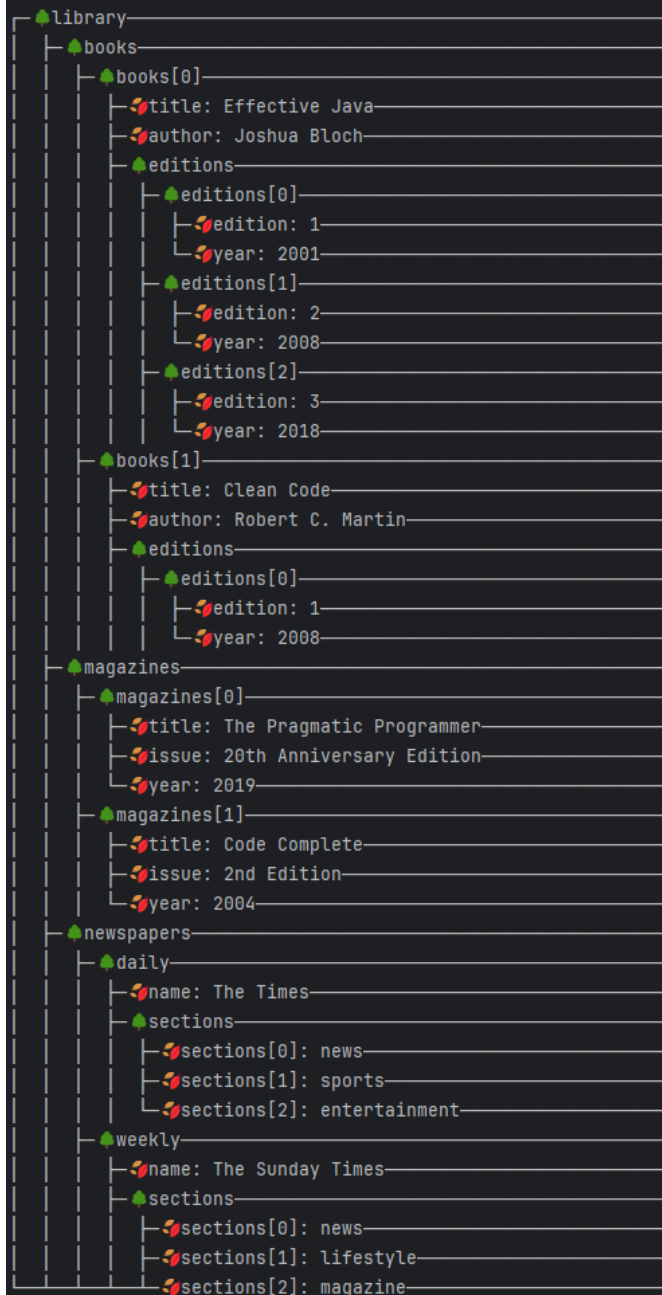 library
books
books[0]
title: Effective Java
author: Joshua Bloch
editions
editions[0]
edition: 1
year: 2001
editions[1]
edition: 2
year: 2008
editions[2]
edition: 3
year: 2018
books[1]
title: Clean Code
author: Robert C. Martin
editions
editions[0]
edition: 1
year: 2008
magazines
magazines[0]
title: The Pragmatic Programmer
issue: 20th Anniversary Edition
year: 2019
magazines[1]
title: Code Complete
issue: 2nd Edition
year: 2004
newspapers
daily
name: The Times
sections
sections[0]: news
sections[1]: sports
sections[2]: entertainment
weekly
name: The Sunday Times
sections
sections[0]: news
sections[1]: lifestyle
sections[2]: magazine